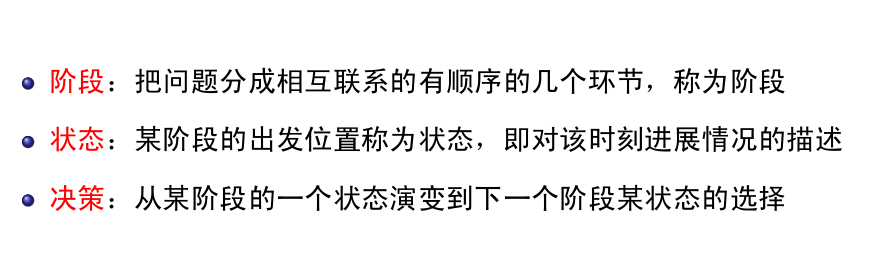 阶段：把问题分成相互联系的有顺序的几个环节，称为阶段
状态：某阶段的出发位置称为状态，即对该时刻进展情况的描述
决策：从某阶段的一个状态演变到下一个阶段某状态的选择